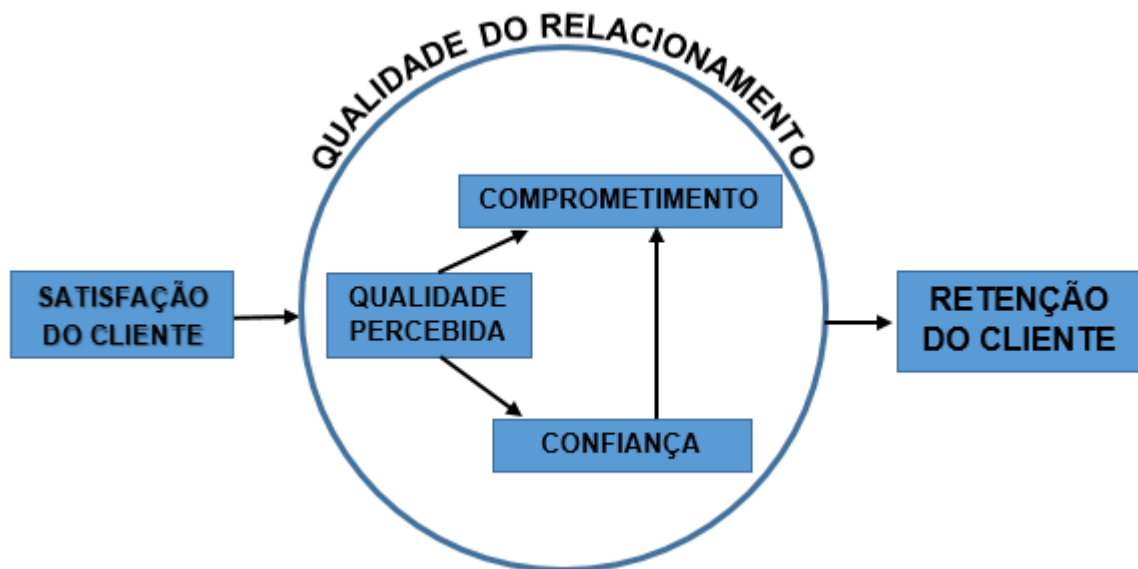 QUALIDADE DO RELACIONAMENTO
COMPROMETIMENTO
SATISFAÇÃO
DO CLIENTE
QUALIDADE
PERCEBIDA
RETENÇÃO
DO CLIENTE
CONFIANÇA